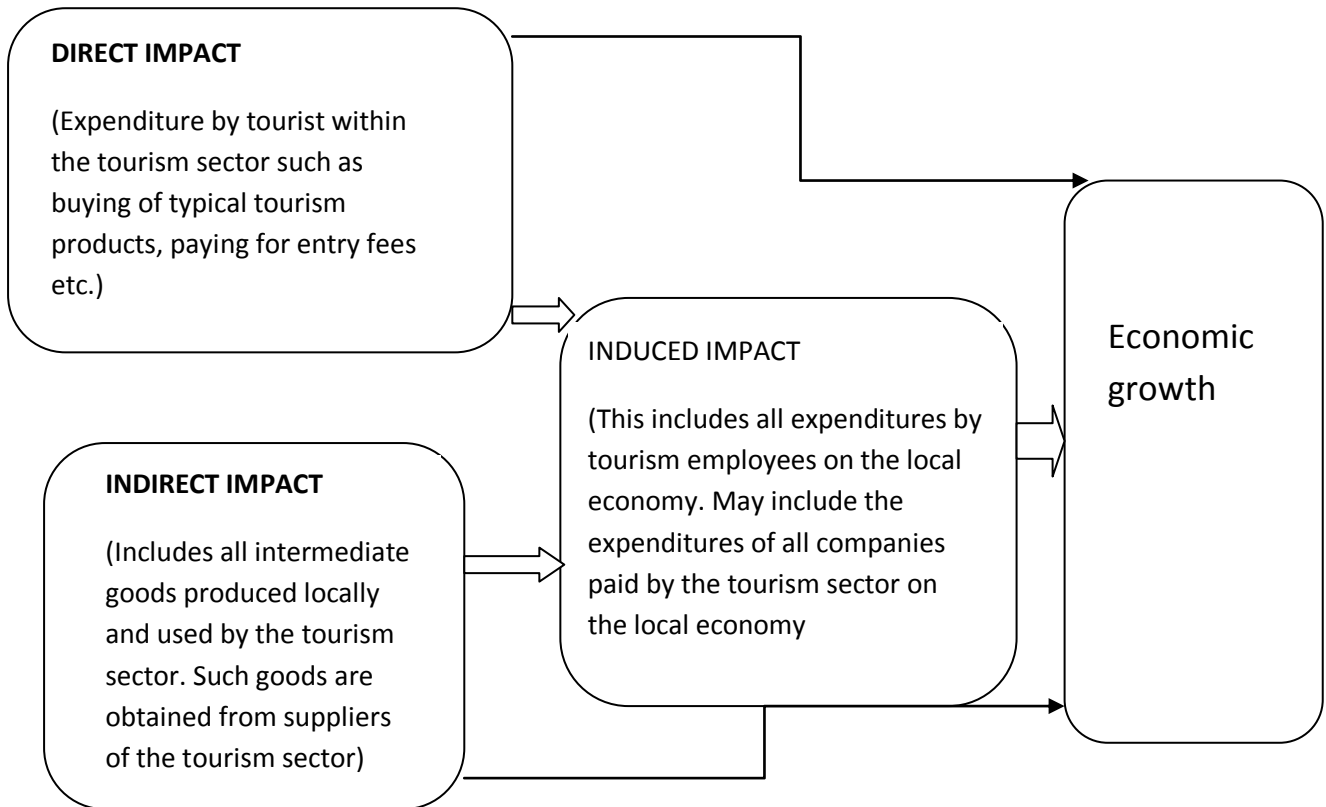 DIRECT IMPACT
(Expenditure by tourist within
the tourism sector such as
buying of typical tourism
products, paying for entry fees
etc.)
INDUCED IMPACT
(This includes all expenditures by
tourism employees on the local
economy. May include the
expenditures of all companies
paid by the tourism sector on
the local economy
INDIRECT IMPACT
(Includes all intermediate
goods produced locally
and used by the tourism
sector. Such goods are
obtained from suppliers
of the tourism sector)
Economic
growth